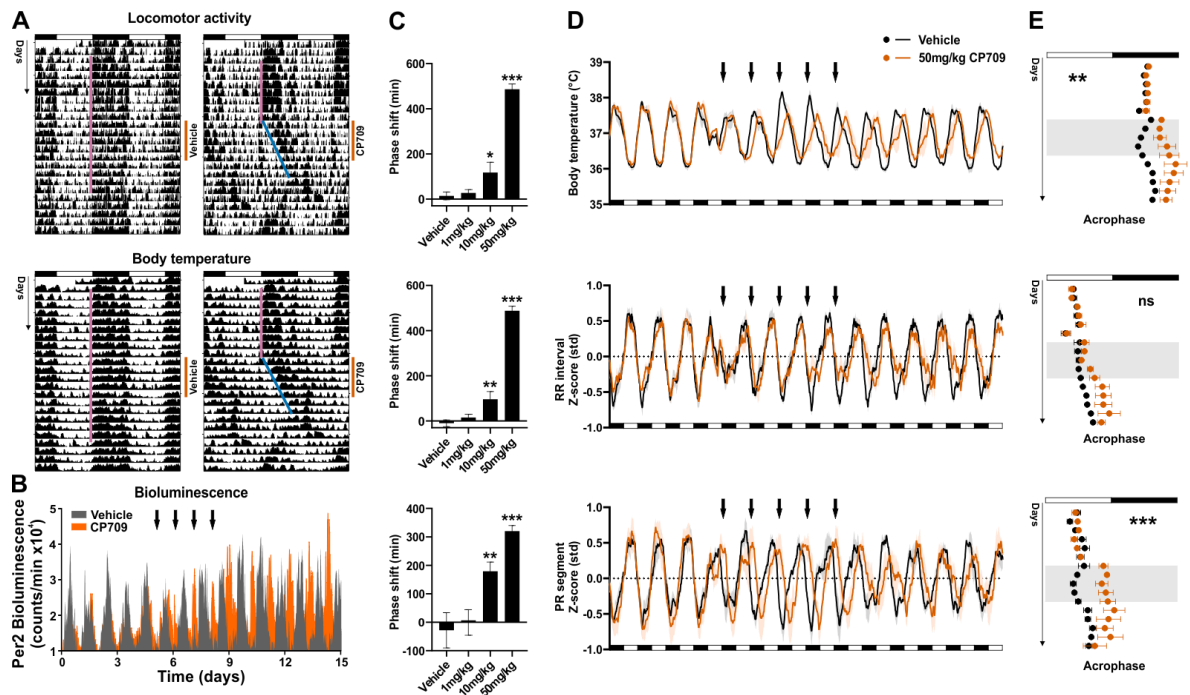 A
Locomotor activity
Days
Vehicle
CP709
Body temperature
Days
Vehicle
CP709
B
Bioluminescence
Vehicle
CP709
Per2 Bioluminescence
(counts/min x10⁴)
5
4
3
2
1
0 3 6 9 12 15
Time (days)
C
Phase shift (min)
600
400
200
0
*
***
Vehicle
1mg/kg
10mg/kg
50mg/kg
Phase shift (min)
600
400
200
0
**
***
Vehicle
1mg/kg
10mg/kg
50mg/kg
Phase shift (min)
400
300
200
100
0
-100
**
***
Vehicle
1mg/kg
10mg/kg
50mg/kg
D
Vehicle
50mg/kg CP709
Body temperature (°C)
39
38
37
36
35
RR interval
Z-score (std)
1.0
0.5
0.0
-0.5
-1.0
PR segment
Z-score (std)
1.0
0.5
0.0
-0.5
-1.0
E
Days
**
Acrophase
Days
ns
Acrophase
Days
***
Acrophase